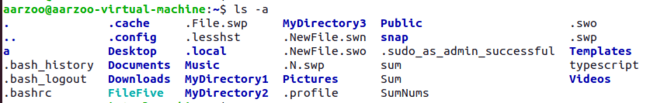 aarzoo@aarzoo-virtual-machine:~$ ls -a
. .cache .File.swp MyDirectory3 Public .swo
.. .config .lesshst .NewFile.swn snap .swp
a Desktop .local .NewFile.swo .sudo_as_admin_successful Templates
.bash_history Documents Music .N.swp sum typescript
.bash_logout Downloads MyDirectory1 Pictures Sum Videos
.bashrc FileFive MyDirectory2 .profile SumNums